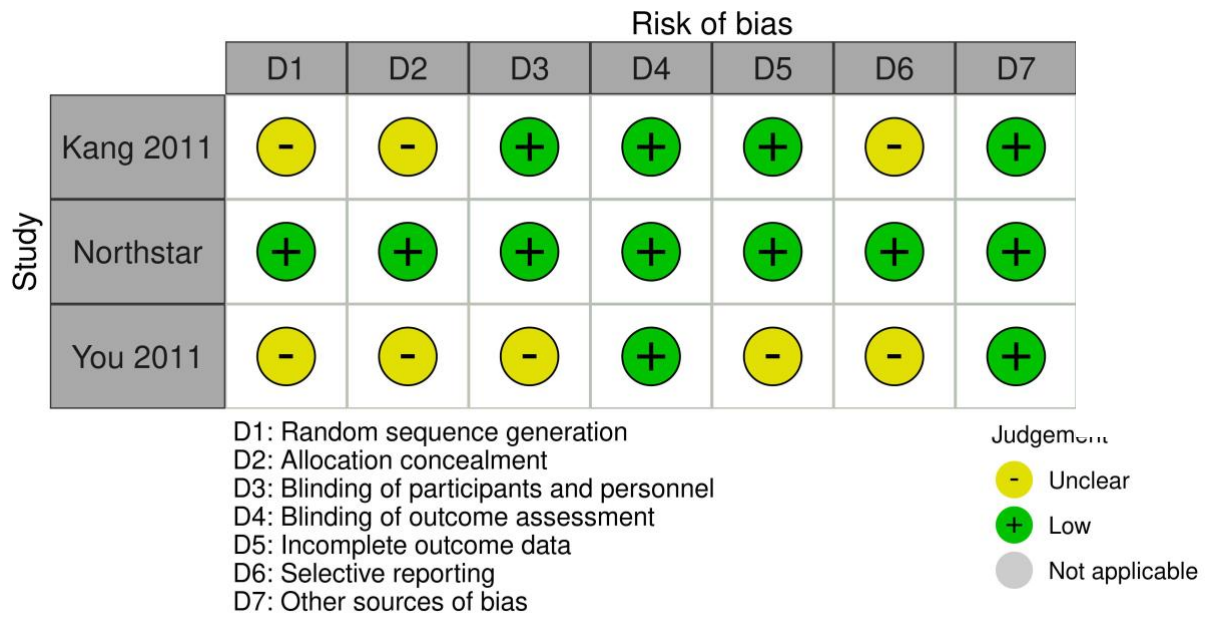 Risk of bias
D1 D2 D3 D4 D5 D6 D7
Study
Kang 2011 - - + + + - +
Northstar + + + + + + +
You 2011 - - - + - - +
D1: Random sequence generation
D2: Allocation concealment
D3: Blinding of participants and personnel
D4: Blinding of outcome assessment
D5: Incomplete outcome data
D6: Selective reporting
D7: Other sources of bias
Judgement
- Unclear
+ Low
Not applicable